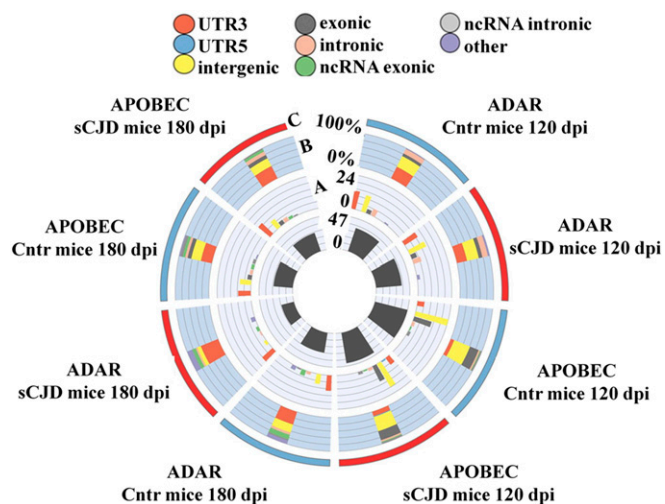 UTR3
exonic
ncRNA intronic
UTR5
intronic
other
intergenic
ncRNA exonic
APOBEC
sCJD mice 180 dpi
C
100%
ADAR
Cntr mice 120 dpi
B
0%
A
24
0
47
0
APOBEC
Cntr mice 180 dpi
ADAR
sCJD mice 120 dpi
ADAR
sCJD mice 180 dpi
APOBEC
Cntr mice 120 dpi
ADAR
Cntr mice 180 dpi
APOBEC
sCJD mice 120 dpi